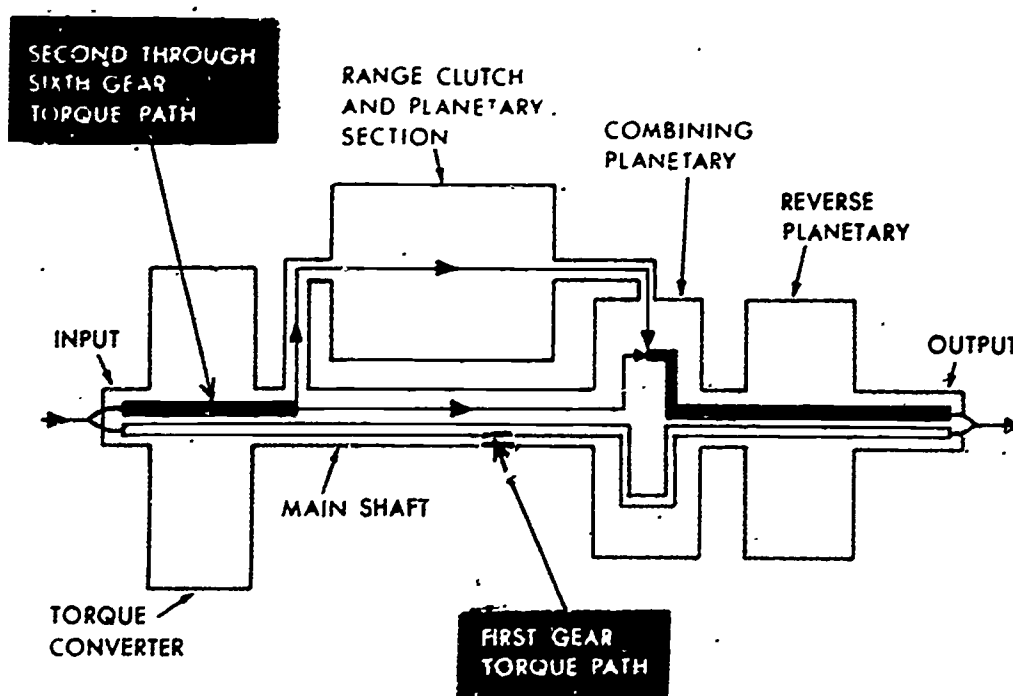 SECOND THROUGH
SIXTH GEAR
TORQUE PATH
RANGE CLUTCH
AND PLANETARY
SECTION
COMBINING
PLANETARY
REVERSE
PLANETARY
INPUT
OUTPUT
MAIN SHAFT
TORQUE
CONVERTER
FIRST GEAR
TORQUE PATH